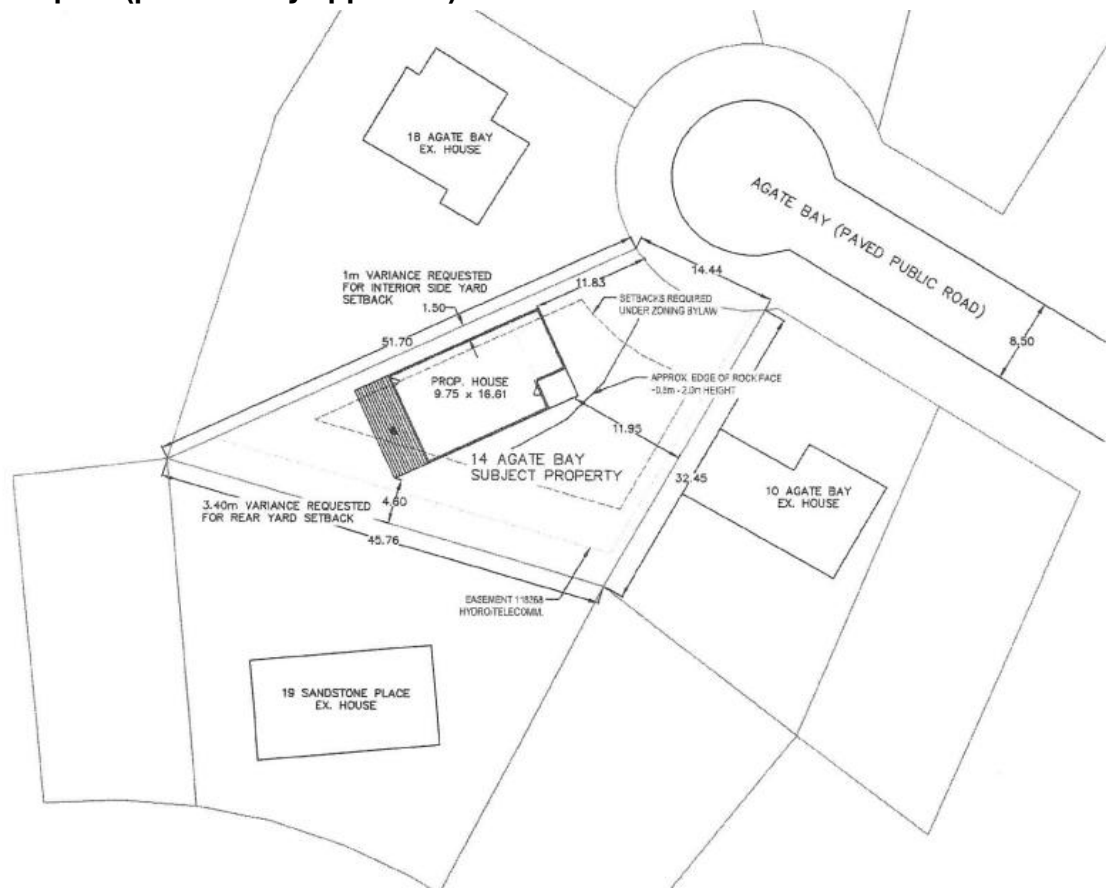 18 AGATE BAY
EX. HOUSE
AGATE BAY (PAVED PUBLIC ROAD)
8.50
14.44
1m VARIANCE REQUESTED
FOR INTERIOR SIDE YARD
SETBACK
1.50
11.83
SETBACKS REQUIRED
UNDER ZONING BYLAW
51.70
PROP. HOUSE
9.75 x 16.61
APPROX. EDGE OF ROCK FACE
HEIGHT
11.95
14 AGATE BAY
SUBJECT PROPERTY
32.45
10 AGATE BAY
EX. HOUSE
3.40m VARIANCE REQUESTED
FOR REAR YARD SETBACK
4.60
45.76
EASEMENT
HYDRO/TELECOMM.
19 SANDSTONE PLACE
EX. HOUSE